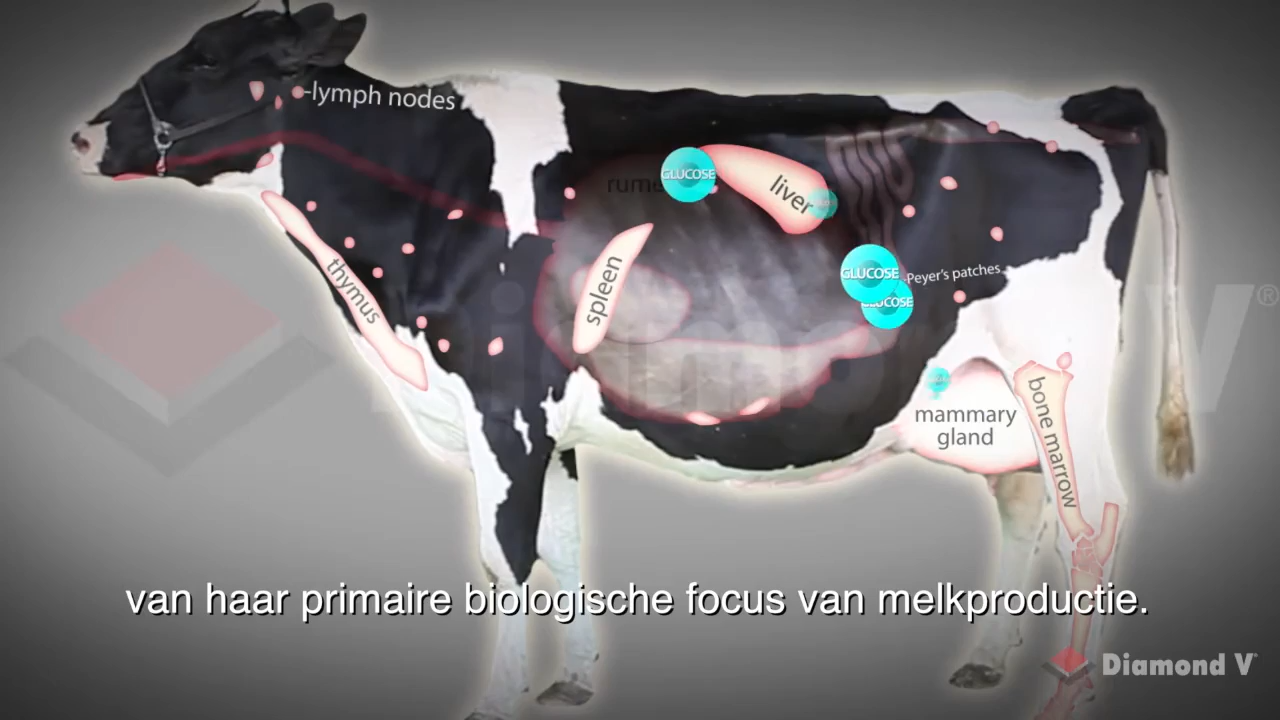 lymph nodes
GLUCOSE
liver
thymus
spleen
GLUCOSE
Peyer's patches
GLUCOSE
Diamond V®
mammary
gland
bone marrow
van haar primaire biologische focus van melkproductie.
Diamond V